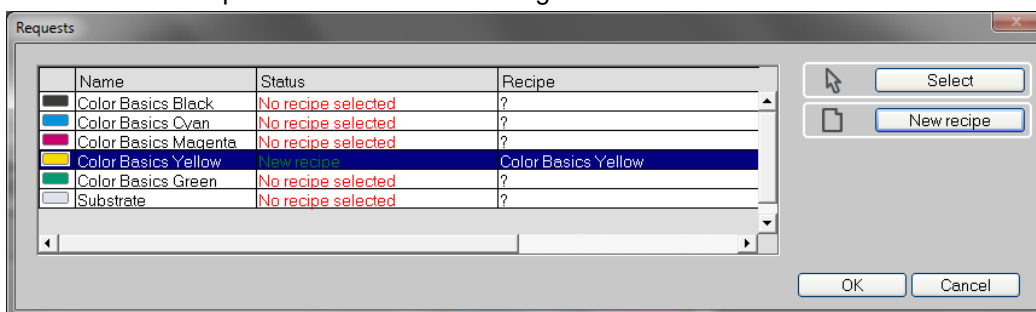 Requests
x
Name Status Recipe
Color Basics Black No recipe selected ?
Color Basics Cyan No recipe selected ?
Color Basics Magenta No recipe selected ?
Color Basics Yellow New recipe Color Basics Yellow
Color Basics Green No recipe selected ?
Substrate No recipe selected ?
Select
New recipe
OK Cancel